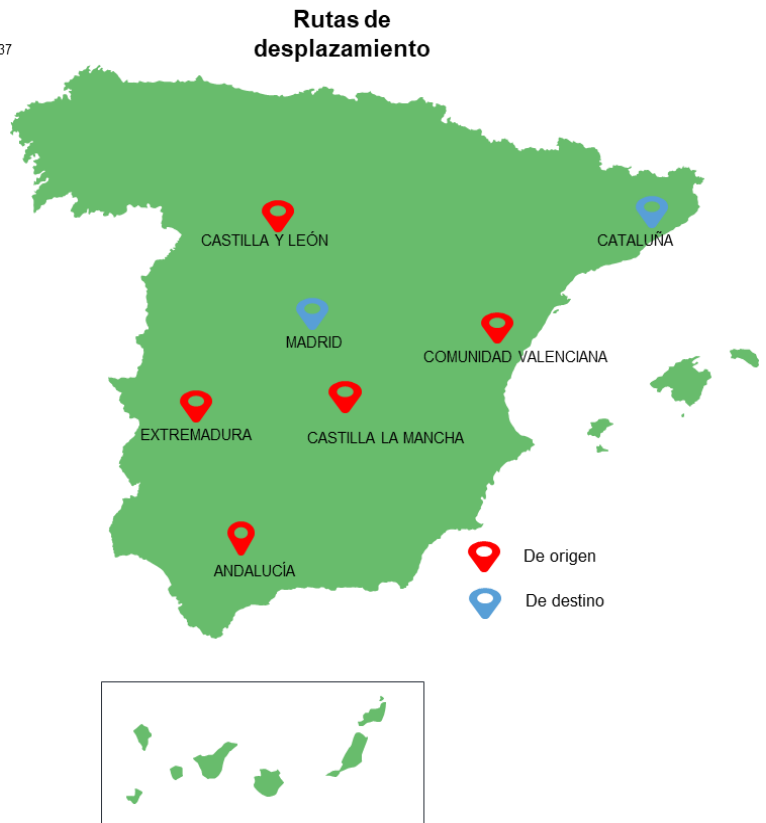 Rutas de
desplazamiento
37
CASTILLA Y LEÓN
CATALUÑA
MADRID
COMUNIDAD VALENCIANA
EXTREMADURA
CASTILLA LA MANCHA
ANDALUCÍA
De origen
De destino